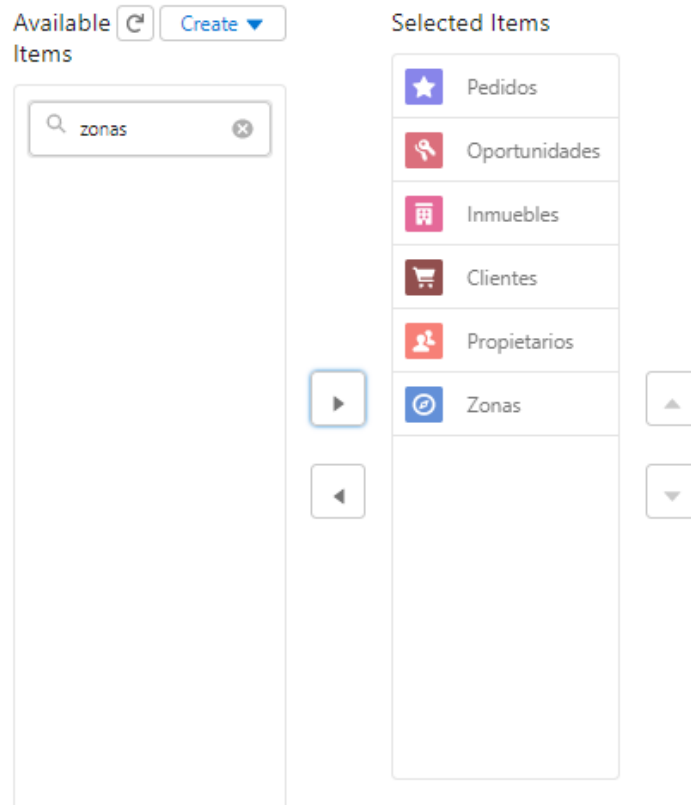 Available
Items
Create
zonas
Selected Items
Pedidos
Oportunidades
Inmuebles
Clientes
Propietarios
Zonas